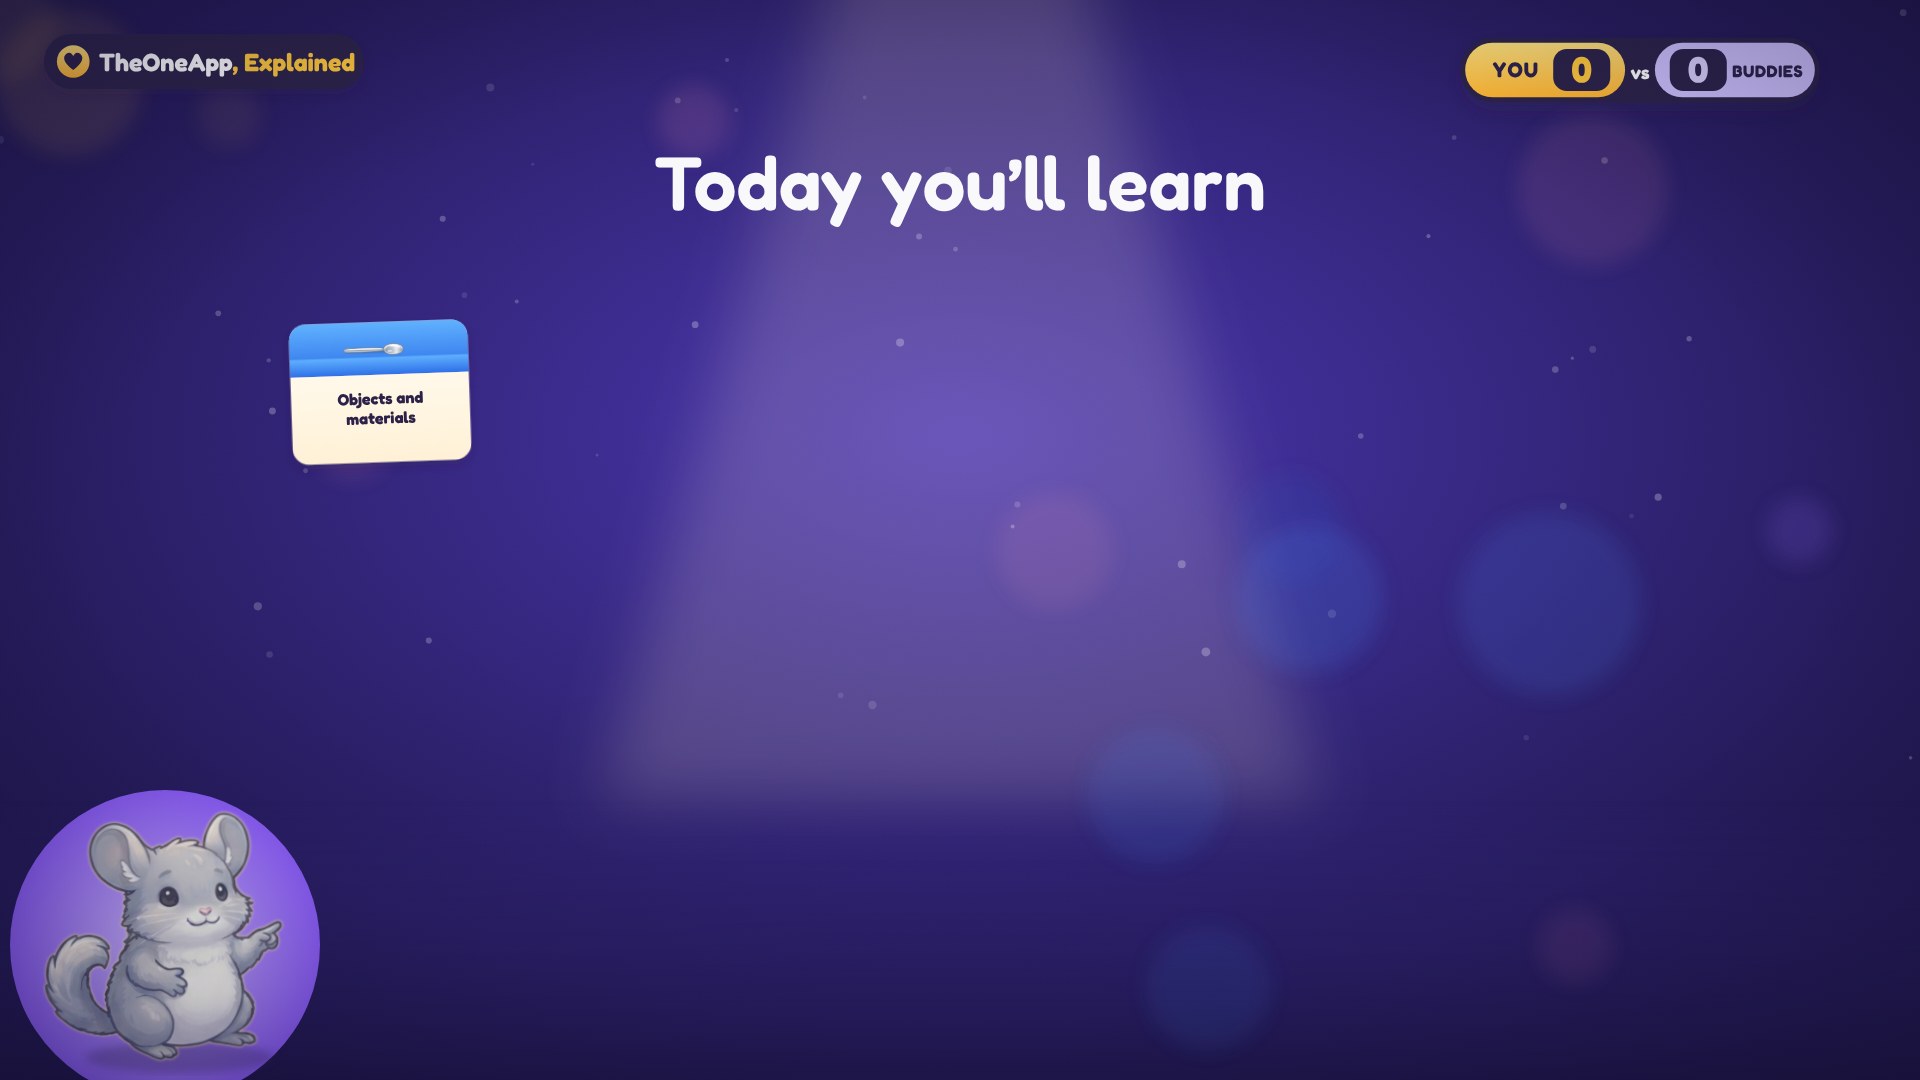 TheOneApp, Explained
YOU 0 vs 0 BUDDIES
Today you’ll learn
Objects and
materials